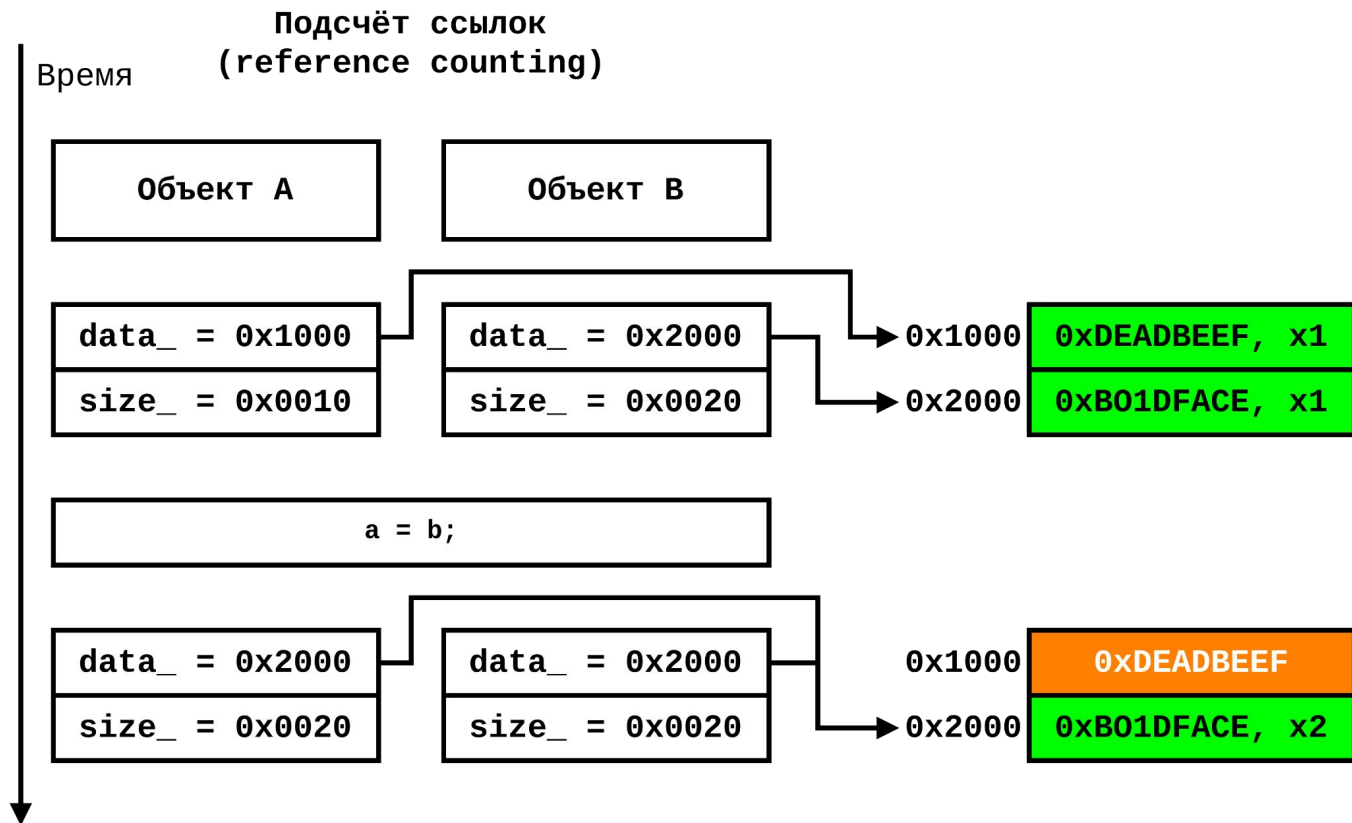 Подсчёт ссылок
(reference counting)
Время
Объект A
Объект B
data_ = 0x1000
data_ = 0x2000
0x1000
0xDEADBEEF, x1
size_ = 0x0010
size_ = 0x0020
0x2000
0xBO1DFACE, x1
a = b;
data_ = 0x2000
data_ = 0x2000
0x1000
0xDEADBEEF
size_ = 0x0020
size_ = 0x0020
0x2000
0xBO1DFACE, x2